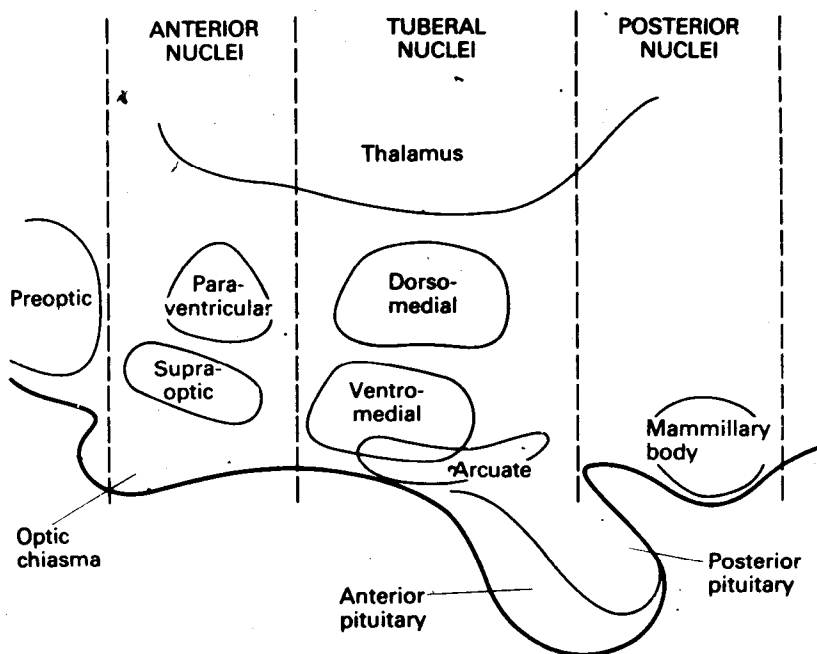 ANTERIOR
NUCLEI
TUBERAL
NUCLEI
POSTERIOR
NUCLEI
Thalamus
Preoptic
Para-
ventricular
Dorso-
medial
Supra-
optic
Ventro-
medial
Mammillary
body
Arcuate
Optic
chiasma
Anterior
pituitary
Posterior
pituitary